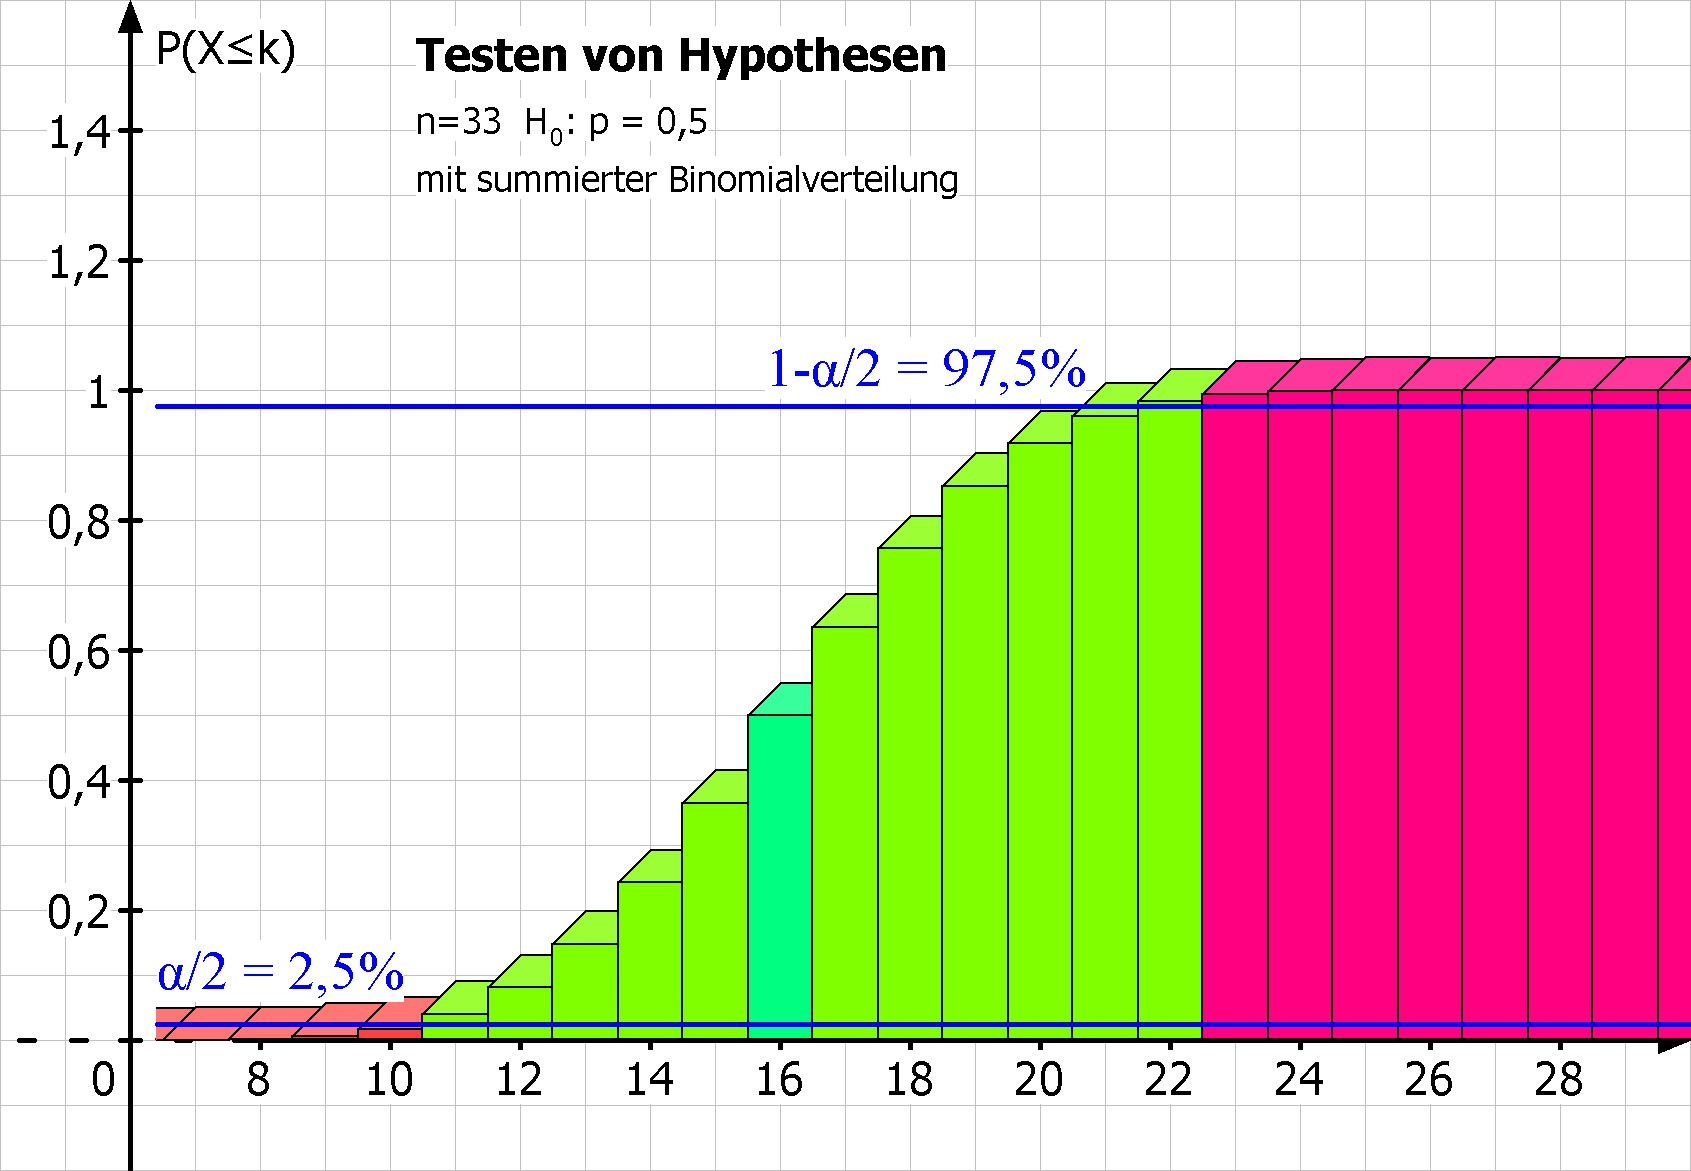 P(X≤k)
Testen von Hypothesen
n=33 H₀: p = 0,5
mit summierter Binomialverteilung
1,4
1,2
1-α/2 = 97,5%
1
0,8
0,6
0,4
0,2
α/2 = 2,5%
0 8 10 12 14 16 18 20 22 24 26 28